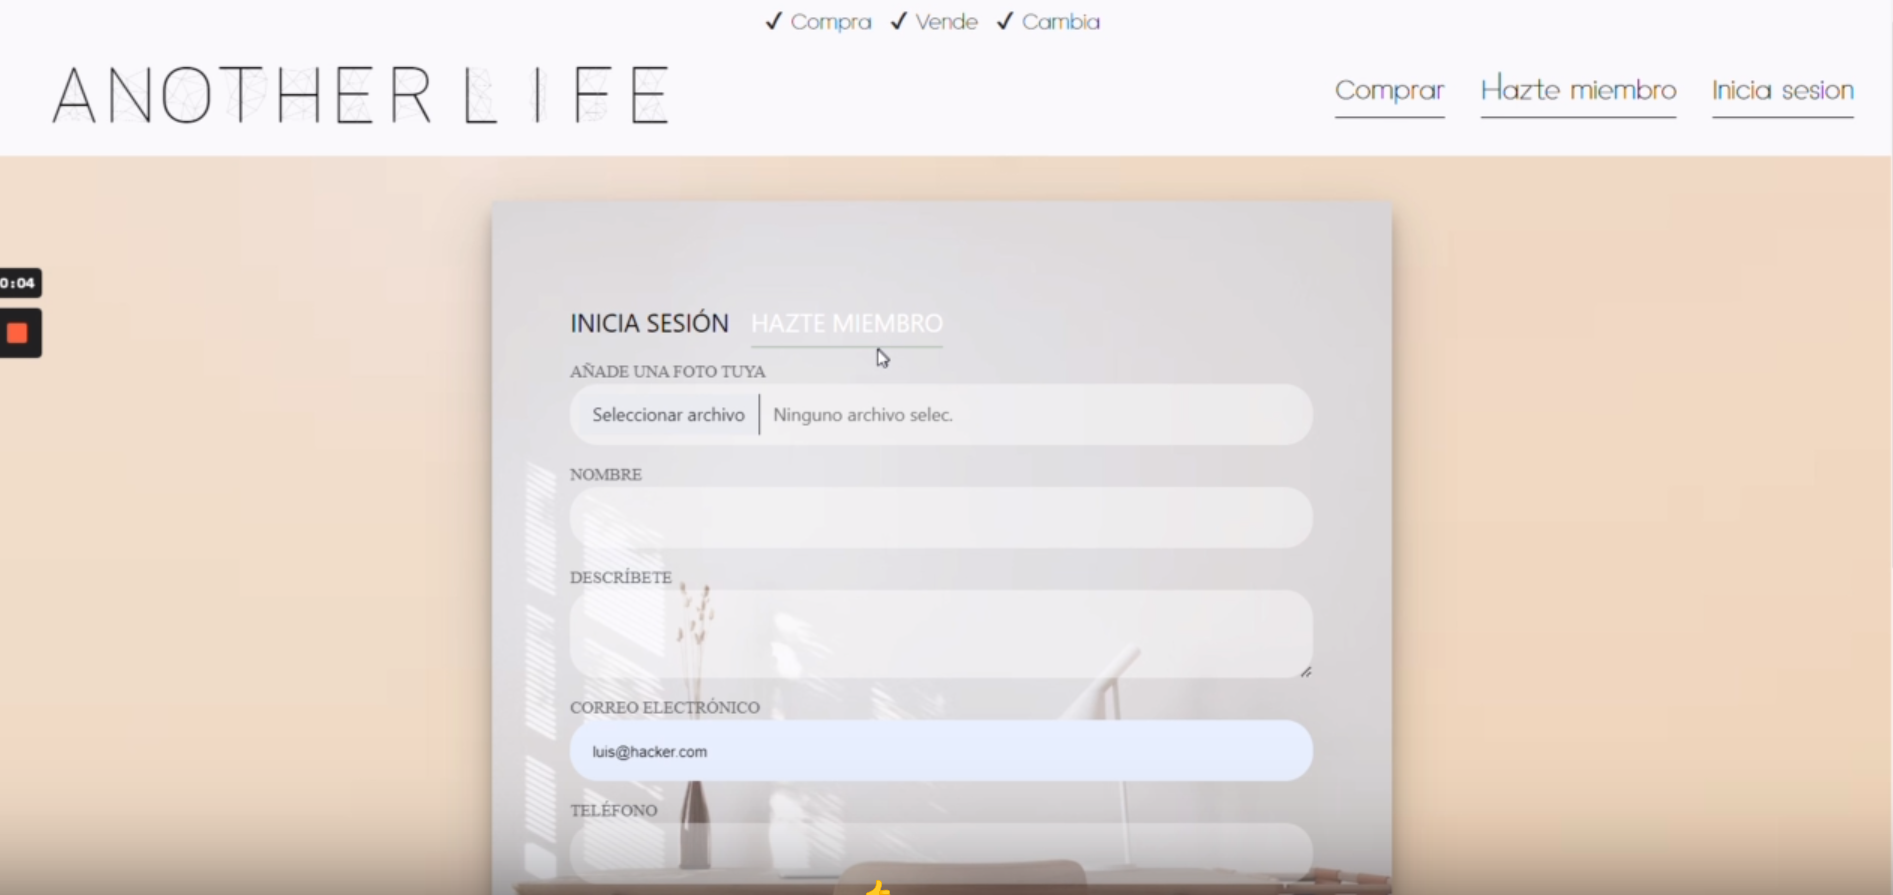 ✓ Compra ✓ Vende ✓ Cambia
ANOTHER LIFE
Comprar Hazte miembro Inicia sesion
0:04
INICIA SESIÓN HAZTE MIEMBRO
AÑADE UNA FOTO TUYA
Seleccionar archivo Ninguno archivo selec.
NOMBRE
DESCRÍBETE
CORREO ELECTRÓNICO
luis@hacker.com
TELÉFONO